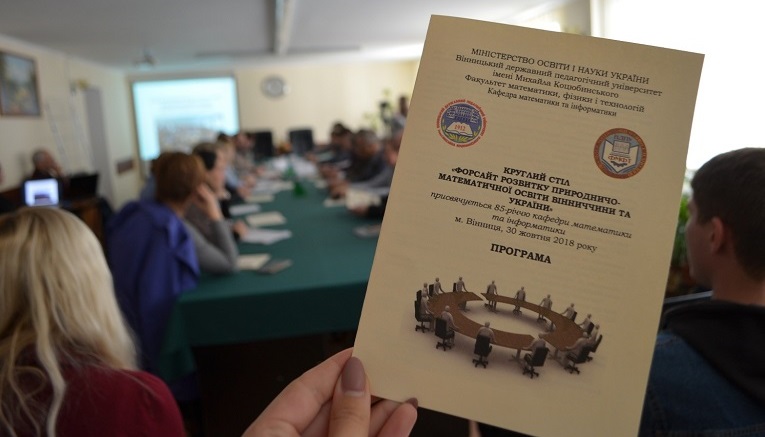 МІНІСТЕРСТВО ОСВІТИ І НАУКИ УКРАЇНИ
Вінницький державний педагогічний університет
імені Михайла Коцюбинського
Факультет математики, фізики і технологій
Кафедра математики та інформатики
1912
КРУГЛИЙ СТІЛ
«ФОРСАЙТ РОЗВИТКУ ПРИРОДНИЧО-
МАТЕМАТИЧНОЇ ОСВІТИ ВІННИЧЧИНИ ТА
УКРАЇНИ»
присвячується 85-річчю кафедри математики
та інформатики
м. Вінниця, 30 жовтня 2018 року
ПРОГРАМА